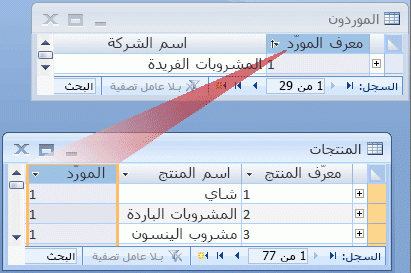 الموردون
معرف المورّد اسم الشركة
1 المشروبات الفريدة
السجل: 1 من 29 بلا عامل تصفية البحث
المنتجات
معرّف المنتج اسم المنتج المورّد
1 شاي 1
2 المشروبات الباردة 1
3 مشروب الينسون 1
السجل: 1 من 77 بلا عامل تصفية البحث